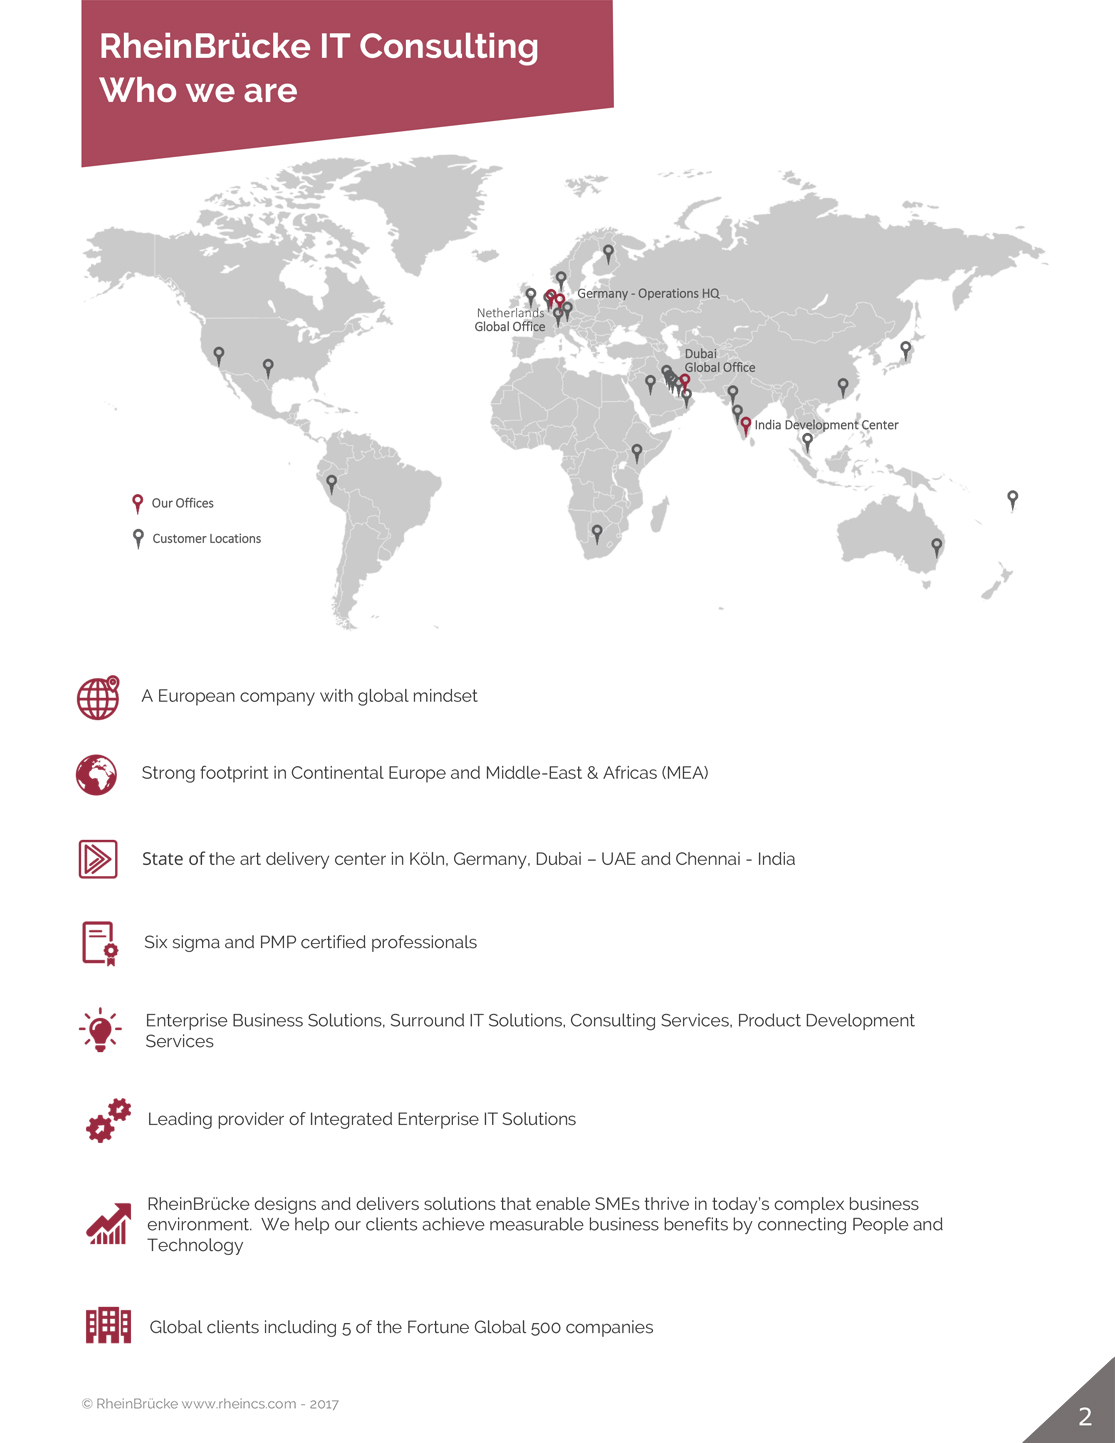 RheinBrücke IT Consulting
Who we are
Germany - Operations HQ
Netherlands
Global Office
Dubai
Global Office
India Development Center
Our Offices
Customer Locations
A European company with global mindset
Strong footprint in Continental Europe and Middle-East & Africas (MEA)
State of the art delivery center in Köln, Germany, Dubai – UAE and Chennai - India
Six sigma and PMP certified professionals
Enterprise Business Solutions, Surround IT Solutions, Consulting Services, Product Development
Services
Leading provider of Integrated Enterprise IT Solutions
RheinBrücke designs and delivers solutions that enable SMEs thrive in today's complex business
environment.  We help our clients achieve measurable business benefits by connecting People and
Technology
Global clients including 5 of the Fortune Global 500 companies
© RheinBrücke www.rheincs.com - 2017
2